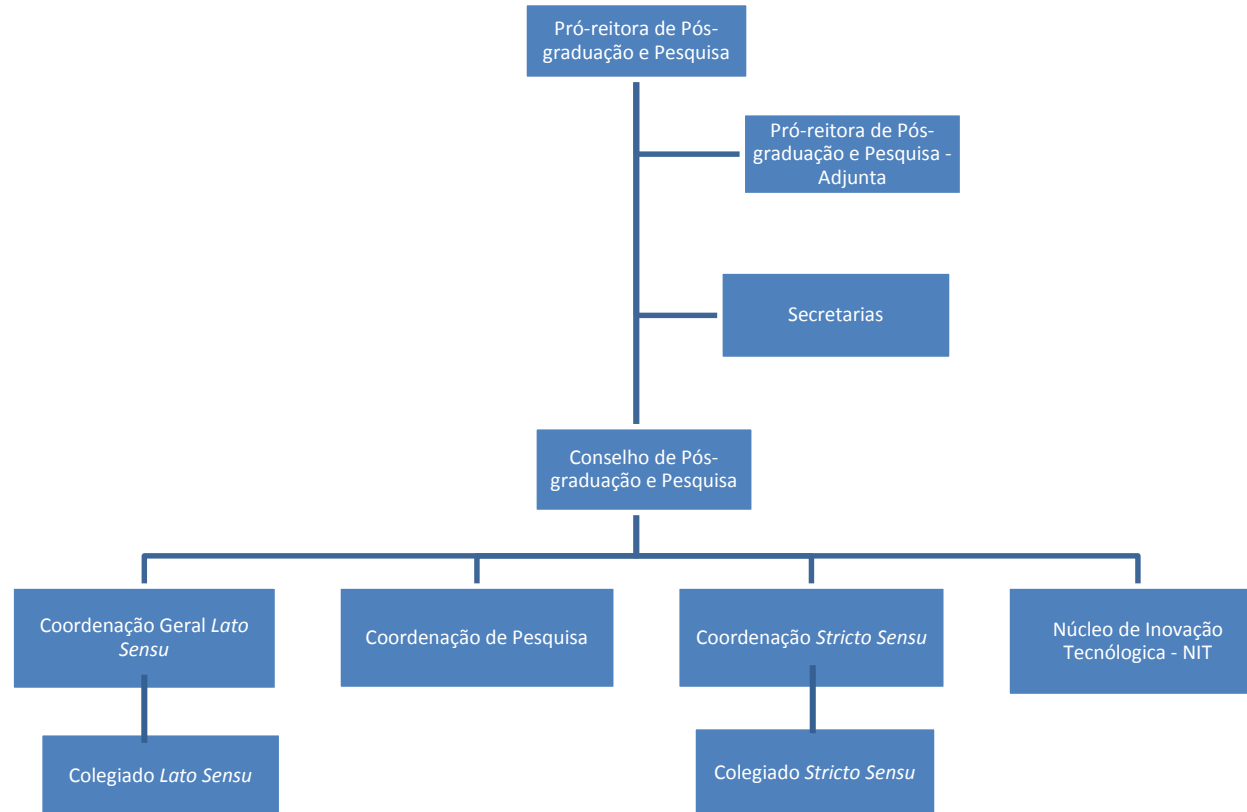 Pró-reitora de Pós-
graduação e Pesquisa
Pró-reitora de Pós-
graduação e Pesquisa -
Adjunta
Secretarias
Conselho de Pós-
graduação e Pesquisa
Coordenação Geral Lato
Sensu
Coordenação de Pesquisa
Coordenação Stricto Sensu
Núcleo de Inovação
Tecnólogica - NIT
Colegiado Lato Sensu
Colegiado Stricto Sensu